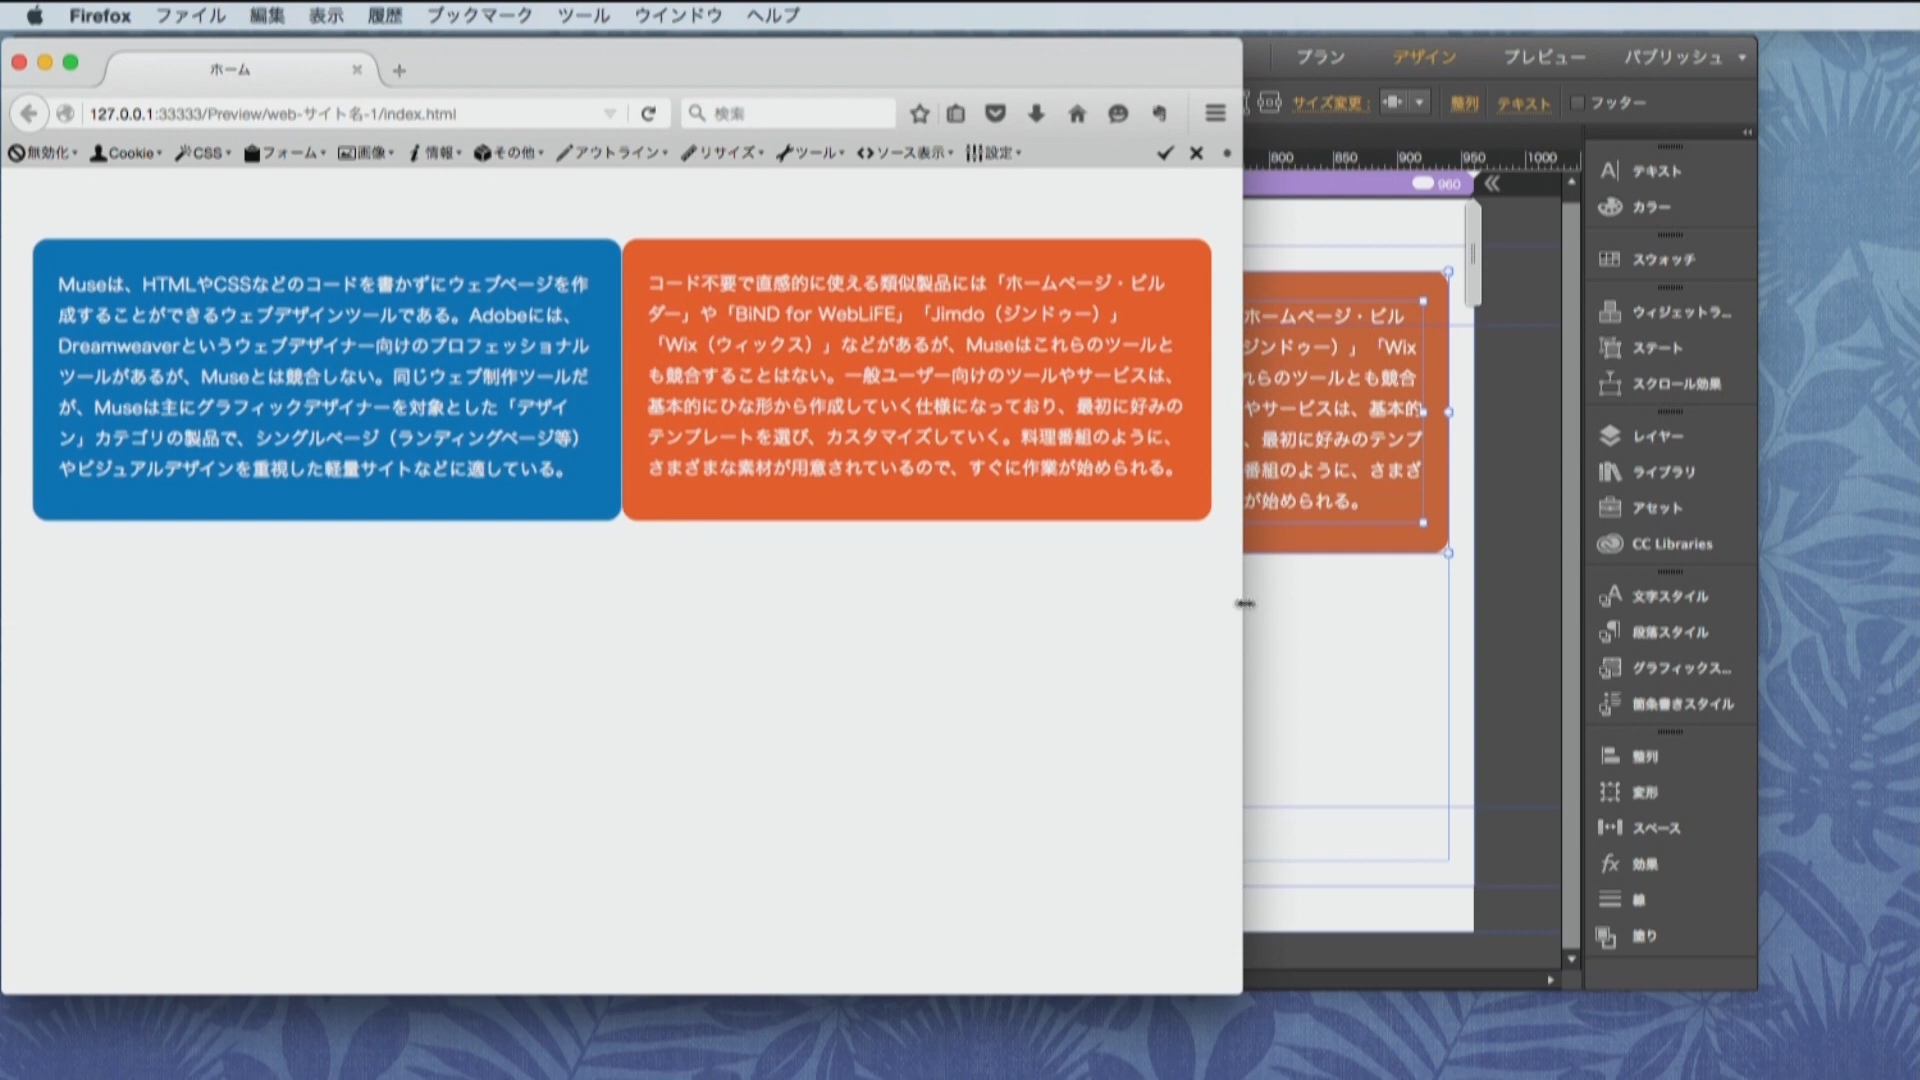 Firefox ファイル 編集 表示 履歴 ブックマーク ツール ウインドウ ヘルプ
ホーム
127.0.0.1:33333/Preview/web-サイト名-1/index.html
検索
無効化 Cookie CSS フォーム 画像 情報 その他 アウトライン リサイズ ツール ソース表示 設定
Museは、HTMLやCSSなどのコードを書かずにウェブページを作
成することができるウェブデザインツールである。Adobeには、
Dreamweaverというウェブデザイナー向けのプロフェッショナル
ツールがあるが、Museとは競合しない。同じウェブ制作ツールだ
が、Museは主にグラフィックデザイナーを対象とした「デザイ
ン」カテゴリの製品で、シングルページ（ランディングページ等）
やビジュアルデザインを重視した軽量サイトなどに適している。
コード不要で直感的に使える類似製品には「ホームページ・ビル
ダー」や「BiND for WebLiFE」「Jimdo（ジンドゥー）」
「Wix（ウィックス）」などがあるが、Museはこれらのツールと
も競合することはない。一般ユーザー向けのツールやサービスは、
基本的にひな形から作成していく仕様になっており、最初に好みの
テンプレートを選び、カスタマイズしていく。料理番組のように、
さまざまな素材が用意されているので、すぐに作業が始められる。
プラン デザイン プレビュー パブリッシュ
サイズ変更： 整列 テキスト フッター
800 850 900 950 1000
960
ホームページ・ビル
ジンドゥー）」「Wix
れらのツールとも競合
やサービスは、基本的
、最初に好みのテンプ
番組のように、さまざ
が始められる。
テキスト
カラー
スウォッチ
ウィジェットラ...
ステート
スクロール効果
レイヤー
ライブラリ
アセット
CC Libraries
文字スタイル
段落スタイル
グラフィックス...
箇条書きスタイル
整列
変形
スペース
効果
線
塗り